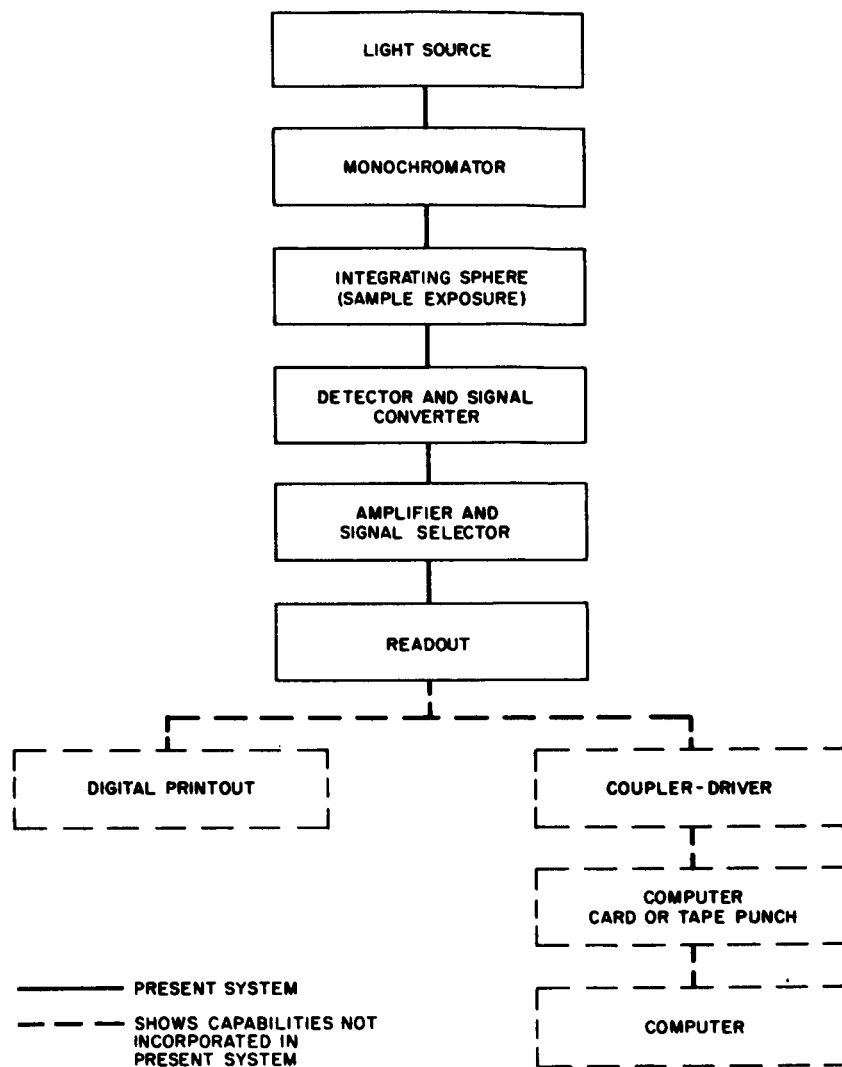 LIGHT SOURCE
MONOCHROMATOR
INTEGRATING SPHERE
(SAMPLE EXPOSURE)
DETECTOR AND SIGNAL
CONVERTER
AMPLIFIER AND
SIGNAL SELECTOR
READOUT
DIGITAL PRINTOUT
COUPLER-DRIVER
COMPUTER
CARD OR TAPE PUNCH
COMPUTER
PRESENT SYSTEM
SHOWS CAPABILITIES NOT
INCORPORATED IN
PRESENT SYSTEM